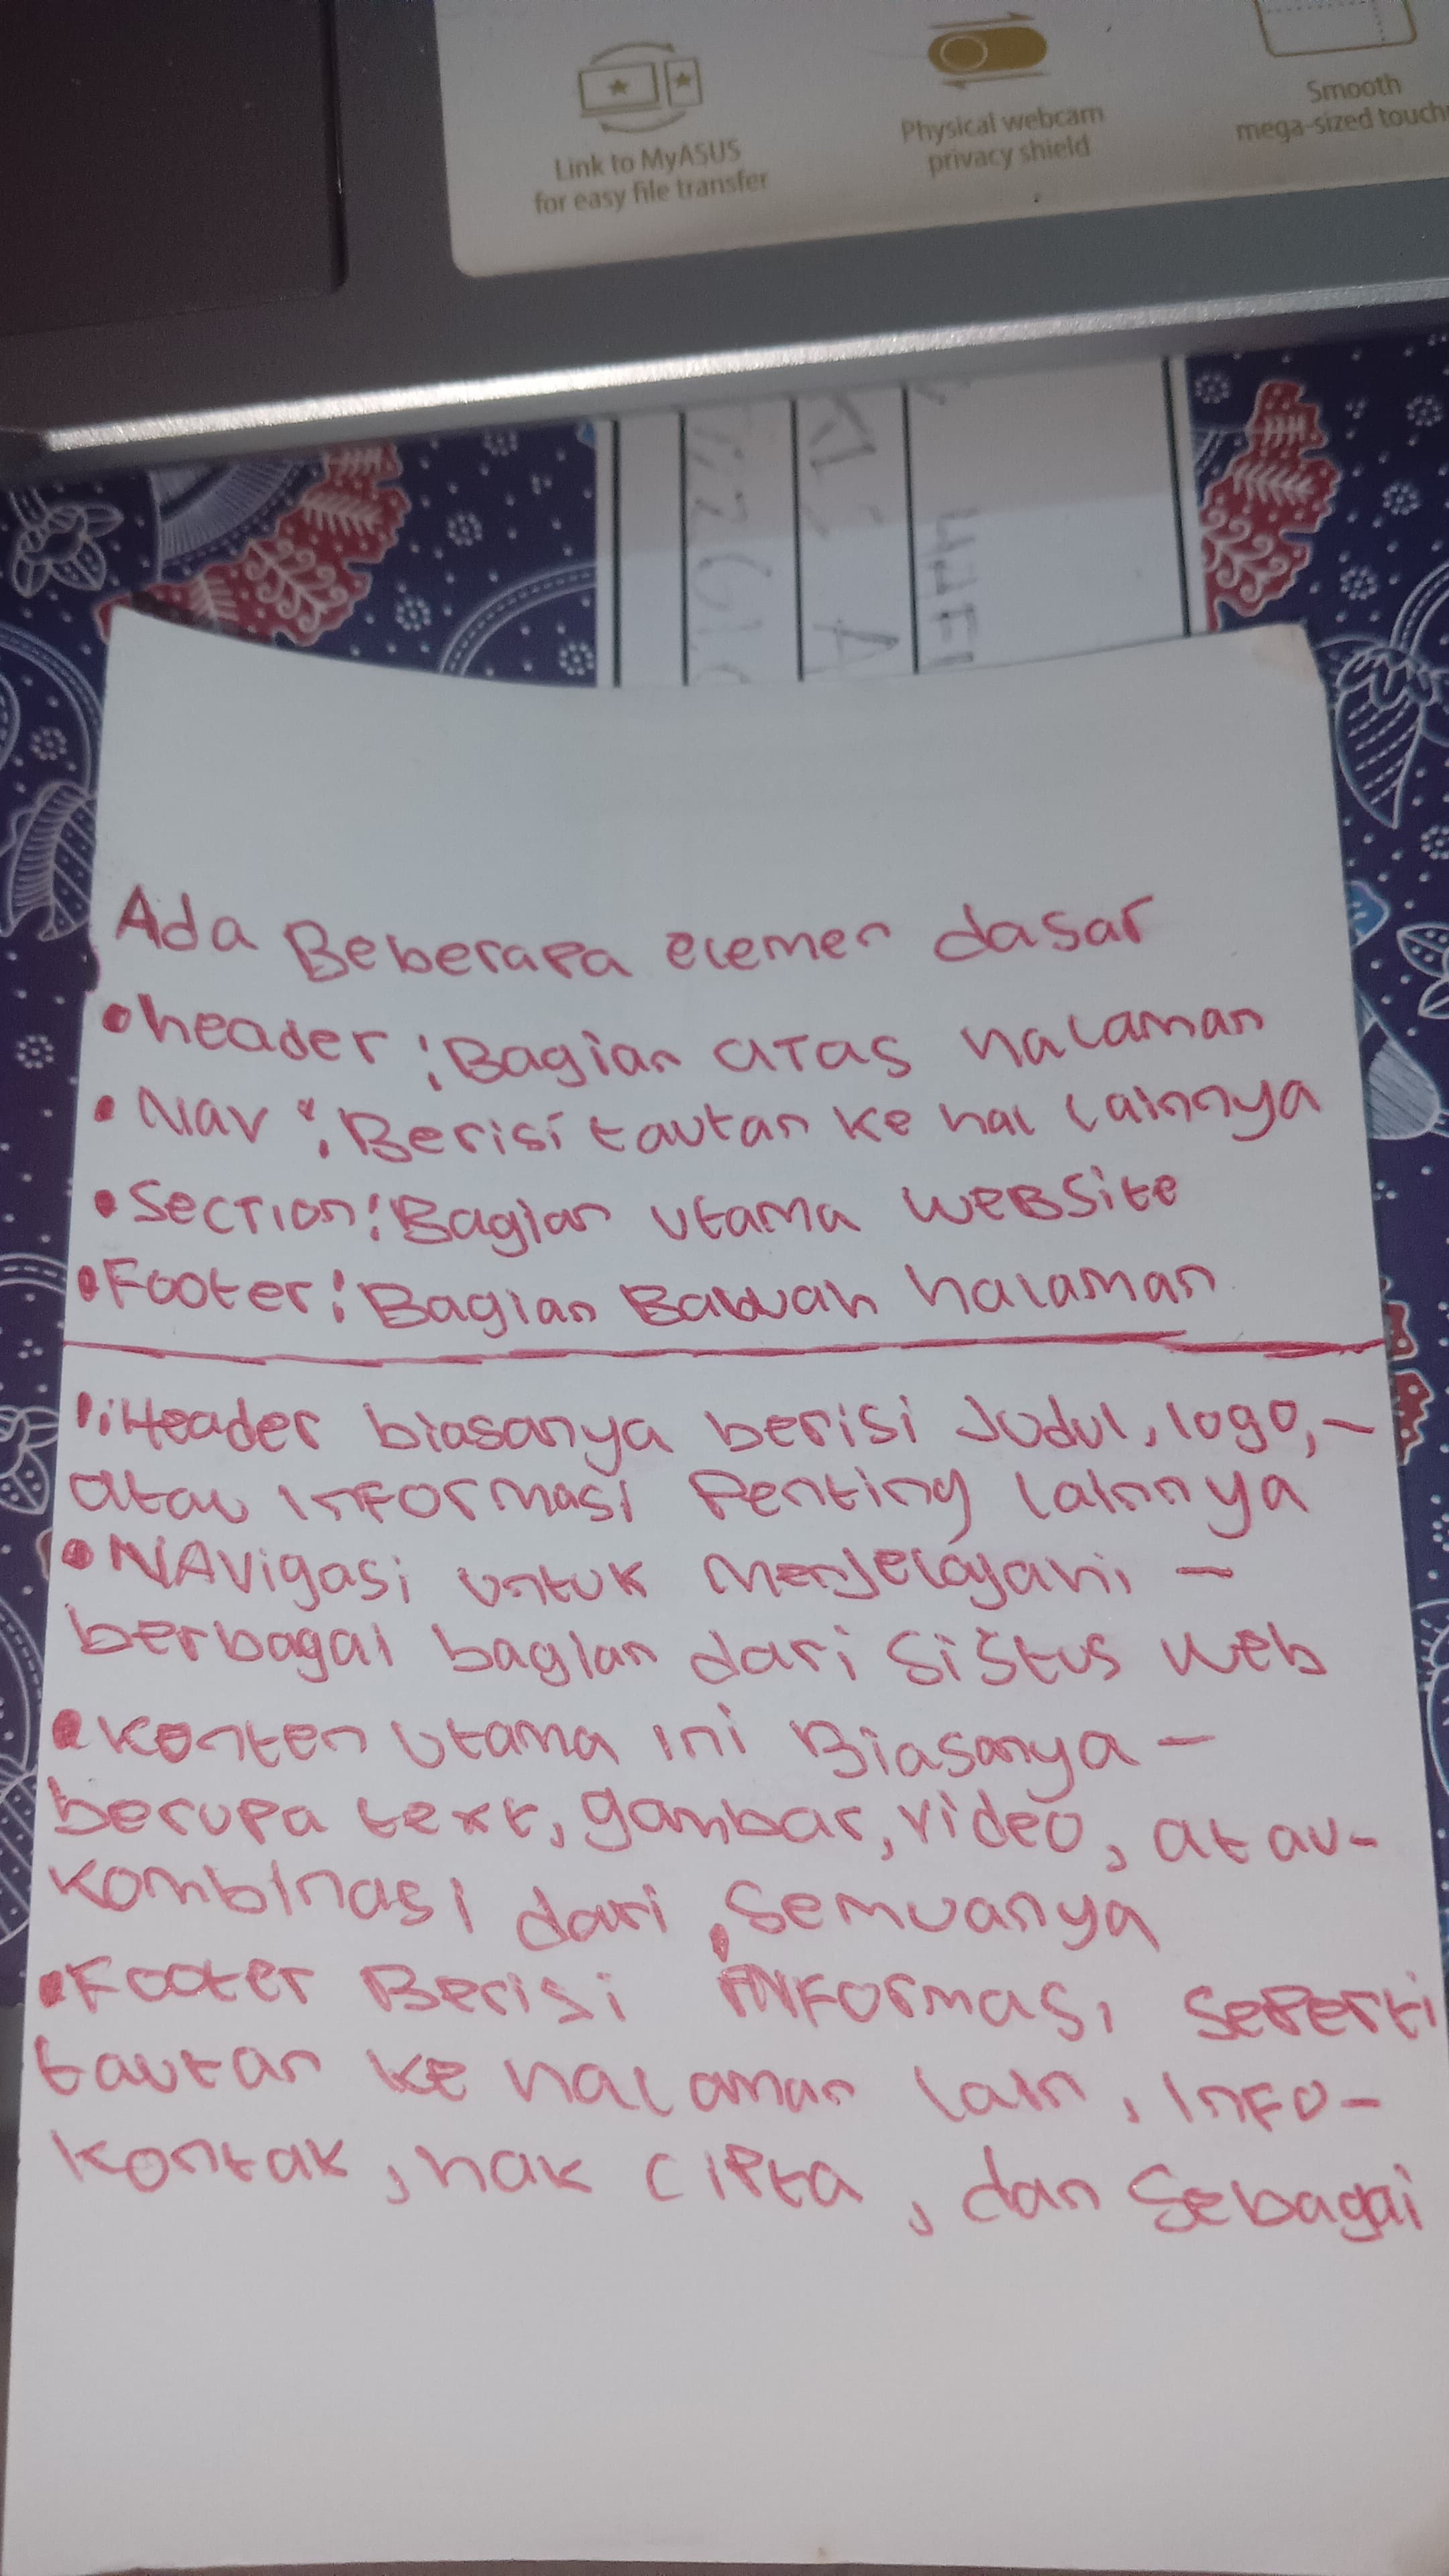 Link to MyASUS
for easy file transfer
Physical webcam
privacy shield
Smooth
mega-sized touch
Ada Beberapa elemen dasar
•header : Bagian atas halaman
• Nav : Berisi tautan ke hal lainnya
• Section : Bagian utama website
• Footer : Bagian Bawah halaman
• Header biasanya berisi Judul, logo, -
atau informasi Penting lainnya
• NAvigasi untuk menjelajahi -
berbagai bagian dari sistus web
• konten utama ini Biasanya -
berupa text, gambar, video, atau -
kombinasi dari semuanya
• Footer Berisi iNFormasi seperti
tautan ke halaman lain, info -
kontak, hak cipta, dan Sebagai